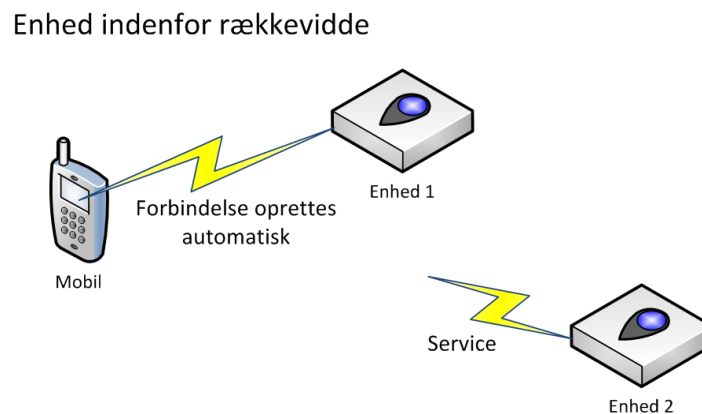 Enhed indenfor rækkevidde
Enhed 1
Forbindelse oprettes
automatisk
Mobil
Service
Enhed 2